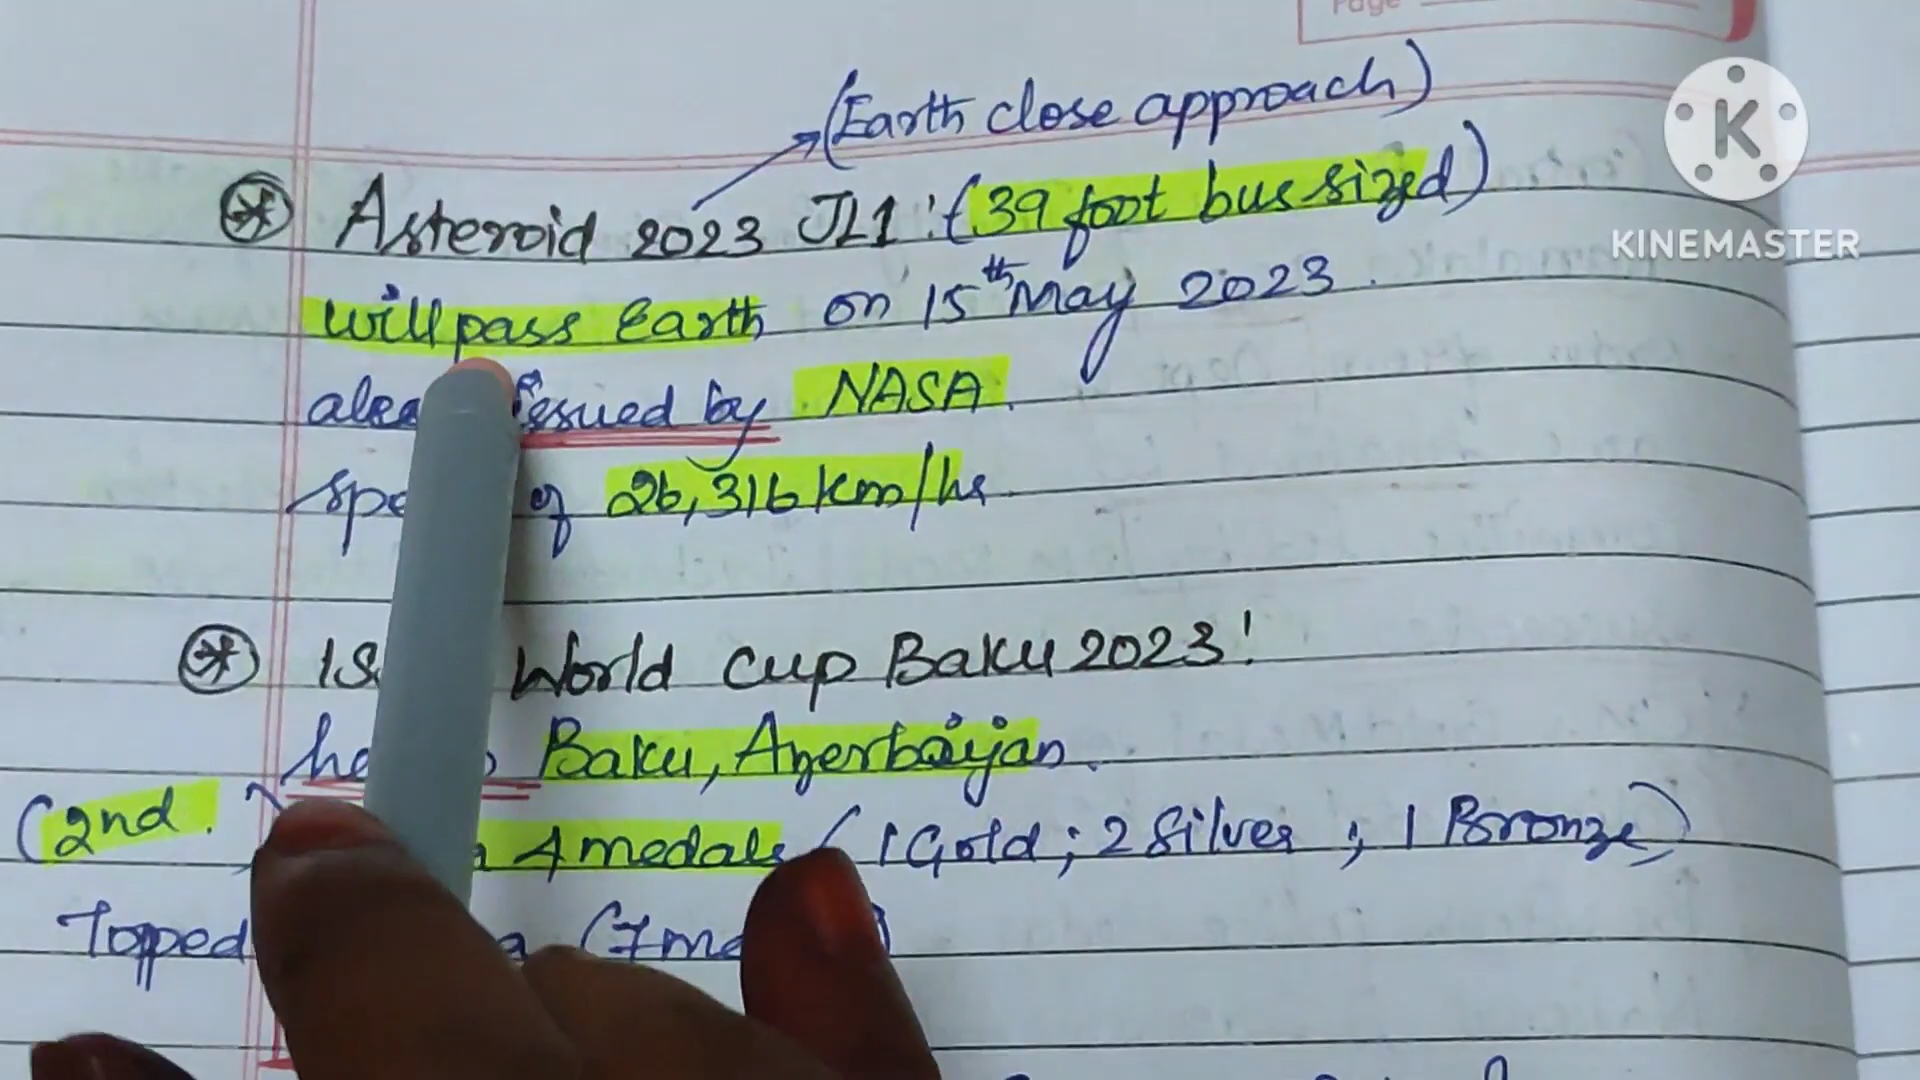 Page
(Earth close approach)
Asteroid 2023 JL1: (39 foot bus sized)
will pass Earth on 15th May 2023.
issued by NASA.
of 26,316 km/hr
World Cup Baku 2023!
Baku, Azerbaijan.
(2nd.
4 medals (1 Gold; 2 Silver; 1 Bronze)
Topped (7
K
KINEMASTER